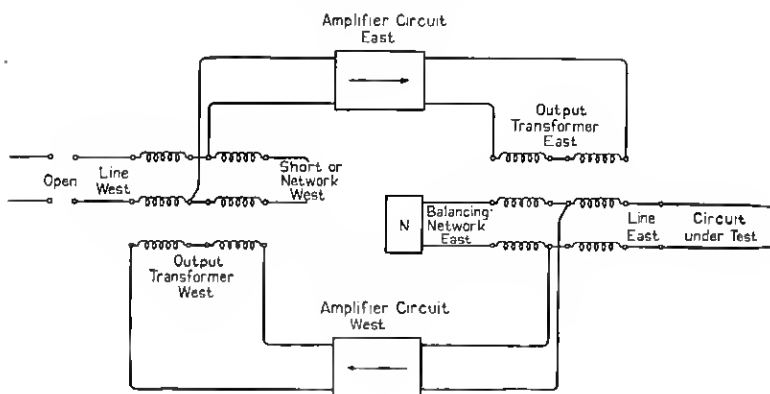 Amplifier Circuit
East
Output
Transformer
East
Open
Line
West
Short or
Network
West
N
Balancing
Network
East
Line
East
Circuit
under Test
Output
Transformer
West
Amplifier Circuit
West